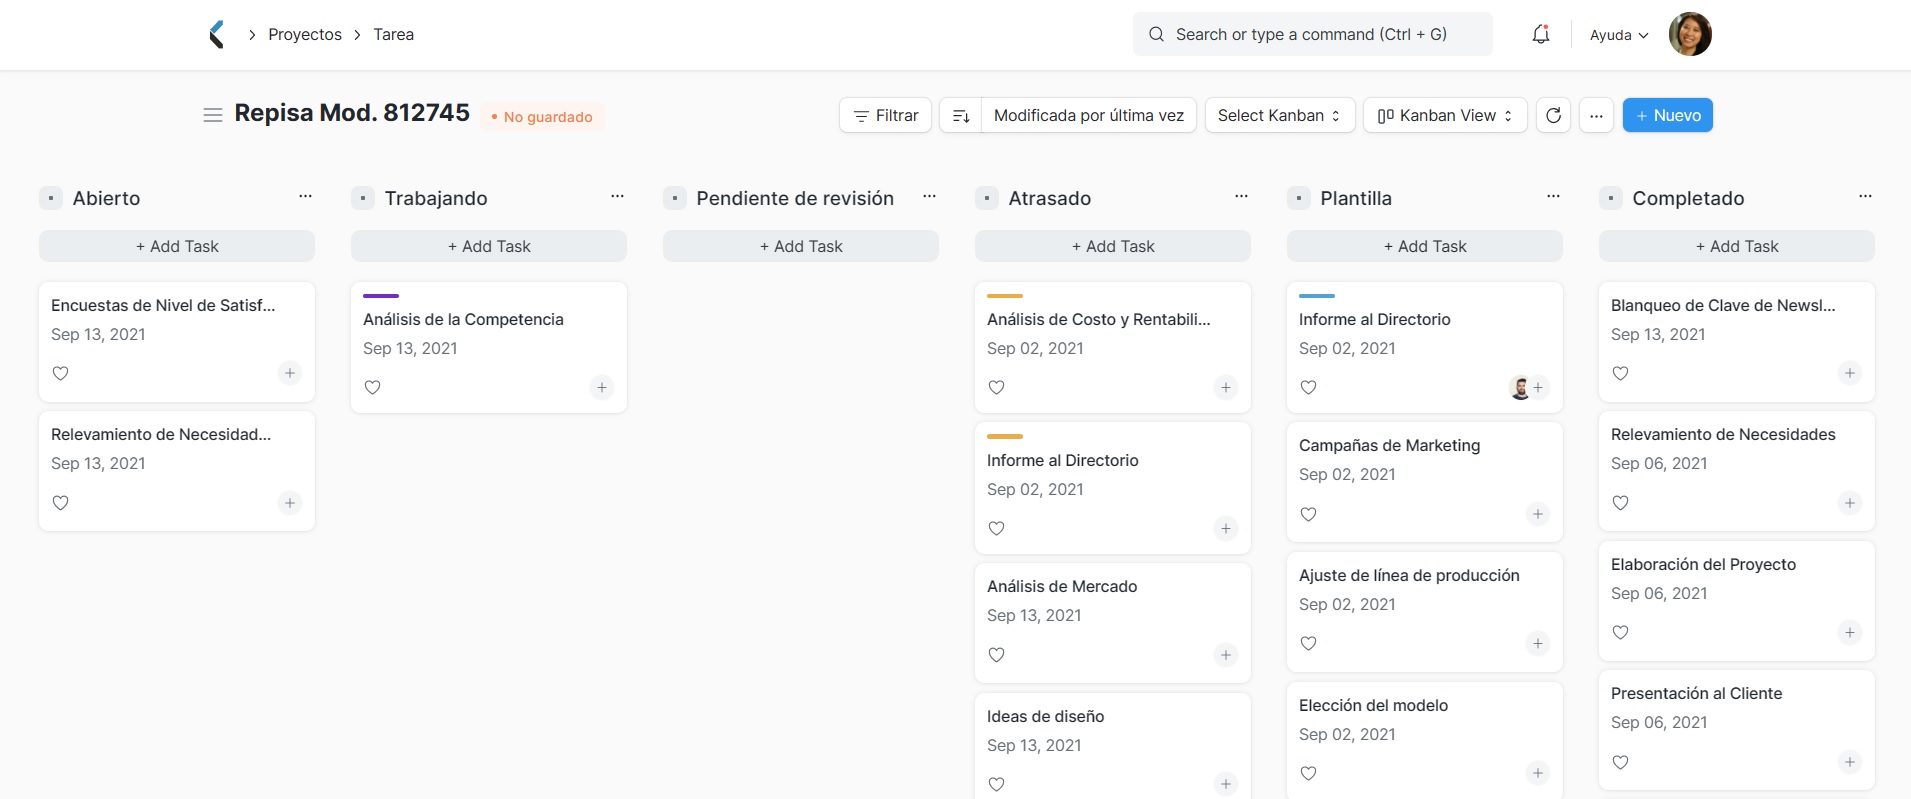 Proyectos
Tarea
Search or type a command (Ctrl + G)
Ayuda
Repisa Mod. 812745
No guardado
Filtrar
Modificada por última vez
Select Kanban
Kanban View
...
+ Nuevo
Abierto
...
+ Add Task
Encuestas de Nivel de Satisf...
Sep 13, 2021
Relevamiento de Necesidad...
Sep 13, 2021
Trabajando
...
+ Add Task
Análisis de la Competencia
Sep 13, 2021
Pendiente de revisión
...
+ Add Task
Atrasado
...
+ Add Task
Análisis de Costo y Rentabili...
Sep 02, 2021
Informe al Directorio
Sep 02, 2021
Análisis de Mercado
Sep 13, 2021
Ideas de diseño
Sep 13, 2021
Plantilla
...
+ Add Task
Informe al Directorio
Sep 02, 2021
Campañas de Marketing
Sep 02, 2021
Ajuste de línea de producción
Sep 02, 2021
Elección del modelo
Sep 02, 2021
Completado
...
+ Add Task
Blanqueo de Clave de Newsl...
Sep 13, 2021
Relevamiento de Necesidades
Sep 06, 2021
Elaboración del Proyecto
Sep 06, 2021
Presentación al Cliente
Sep 06, 2021